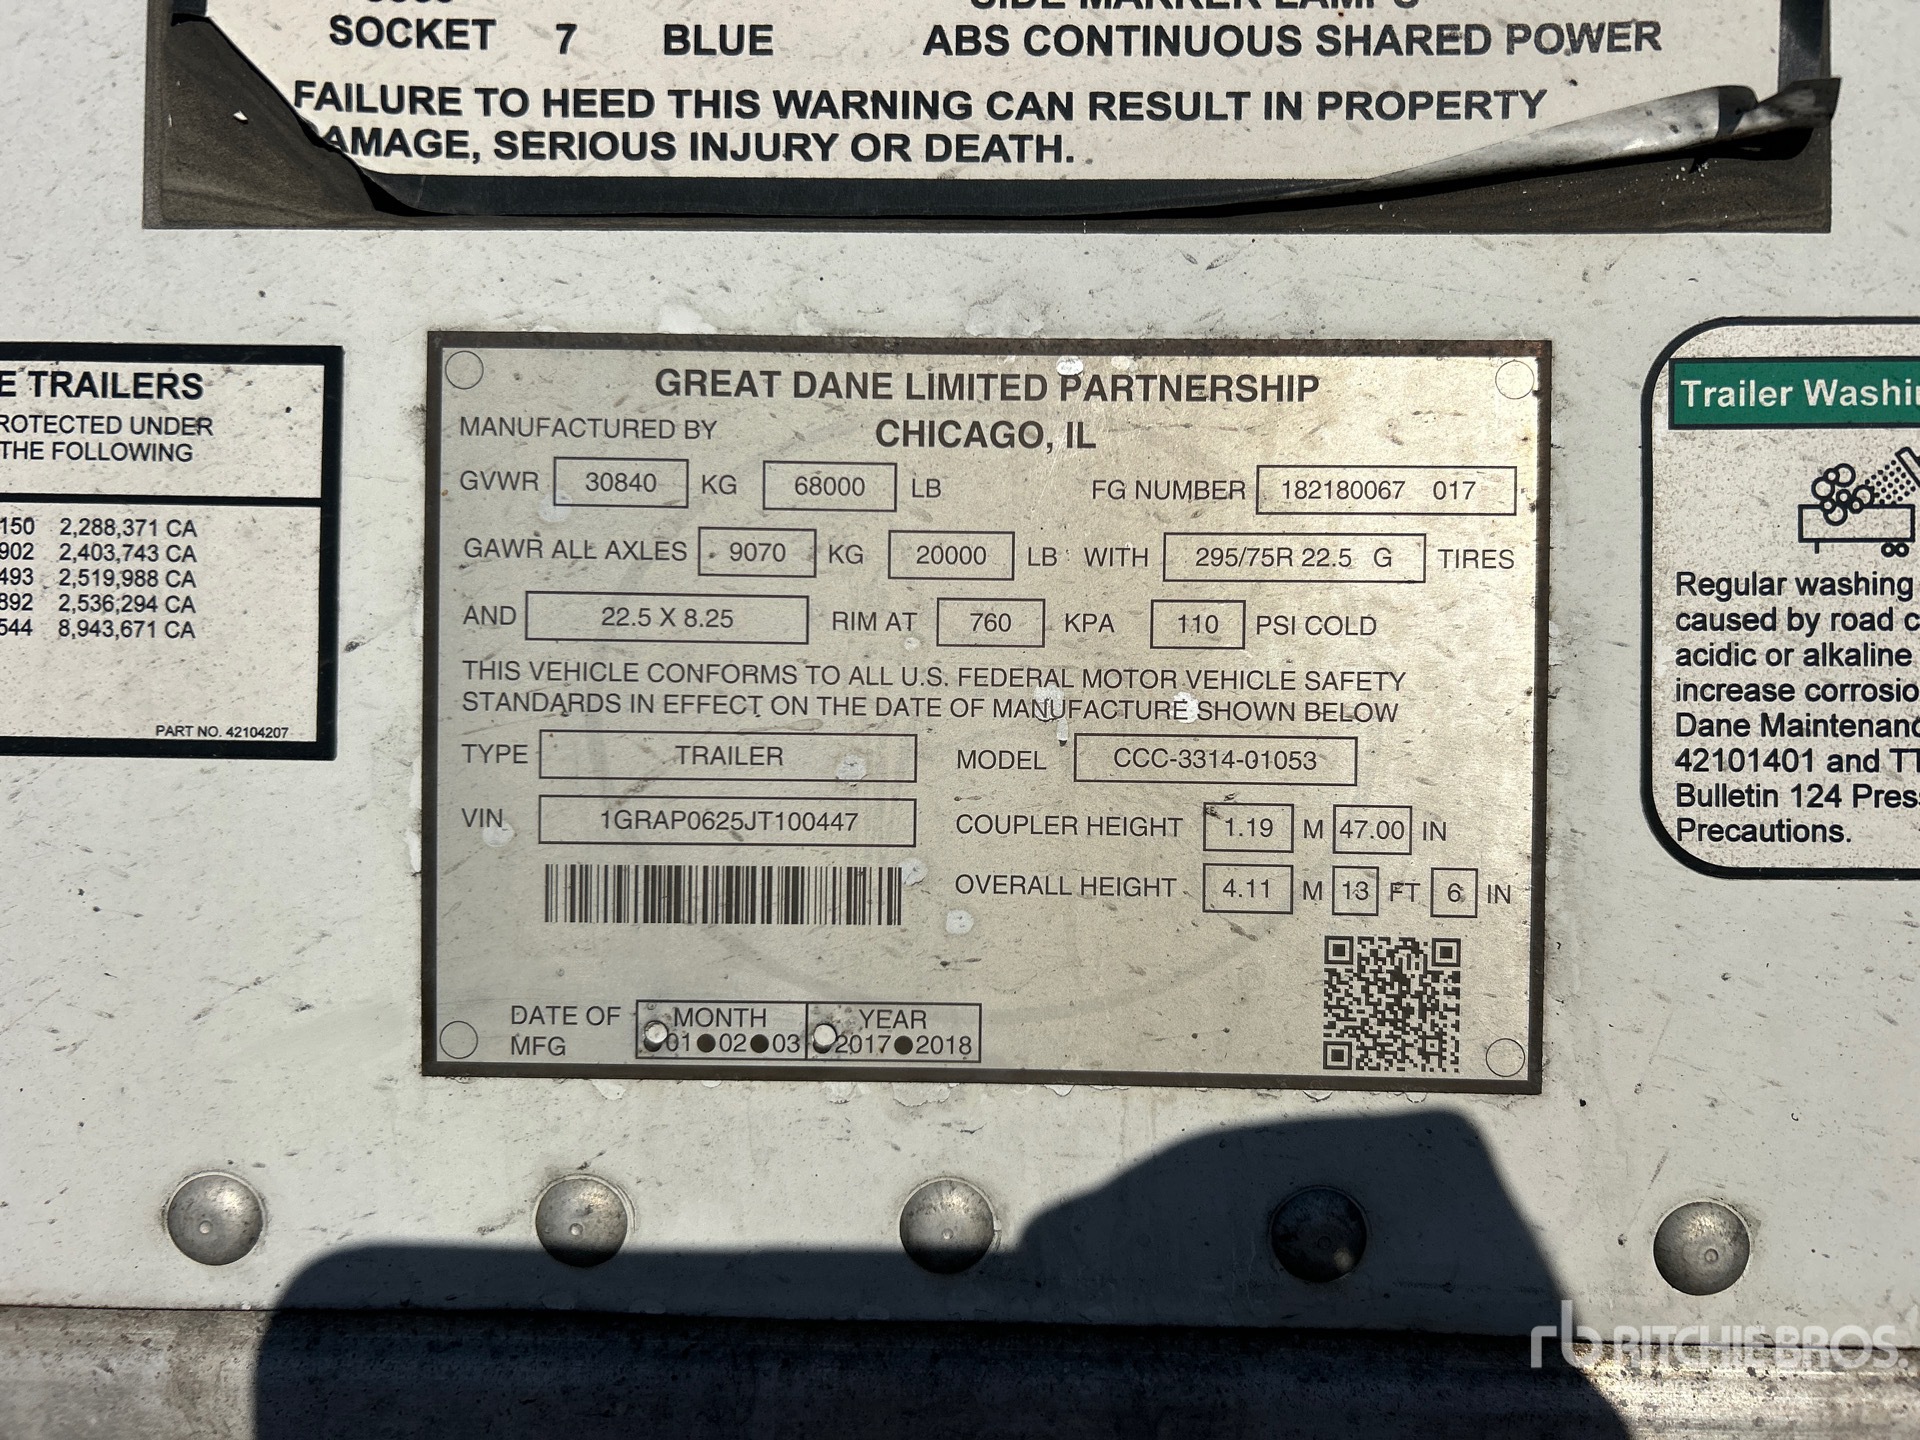 SOCKET 7 BLUE ABS CONTINUOUS SHARED POWER
FAILURE TO HEED THIS WARNING CAN RESULT IN PROPERTY
AMAGE, SERIOUS INJURY OR DEATH.
E TRAILERS
ROTECTED UNDER
THE FOLLOWING
150 2,288,371 CA
902 2,403,743 CA
493 2,519,988 CA
892 2,536,294 CA
544 8,943,671 CA
PART NO. 42104207
GREAT DANE LIMITED PARTNERSHIP
MANUFACTURED BY CHICAGO, IL
GVWR 30840 KG 68000 LB FG NUMBER 182180067 017
GAWR ALL AXLES 9070 KG 20000 LB WITH 295/75R 22.5 G TIRES
AND 22.5 X 8.25 RIM AT 760 KPA 110 PSI COLD
THIS VEHICLE CONFORMS TO ALL U.S. FEDERAL MOTOR VEHICLE SAFETY
STANDARDS IN EFFECT ON THE DATE OF MANUFACTURE SHOWN BELOW
TYPE TRAILER MODEL CCC-3314-01053
VIN 1GRAP0625JT100447 COUPLER HEIGHT 1.19 M 47.00 IN
OVERALL HEIGHT 4.11 M 13 FT 6 IN
DATE OF MFG MONTH YEAR
01 02 03 2017 2018
Trailer Washin
Regular washing
caused by road c
acidic or alkaline
increase corrosio
Dane Maintenanc
42101401 and TT
Bulletin 124 Press
Precautions.
rb RITCHIE BROS.